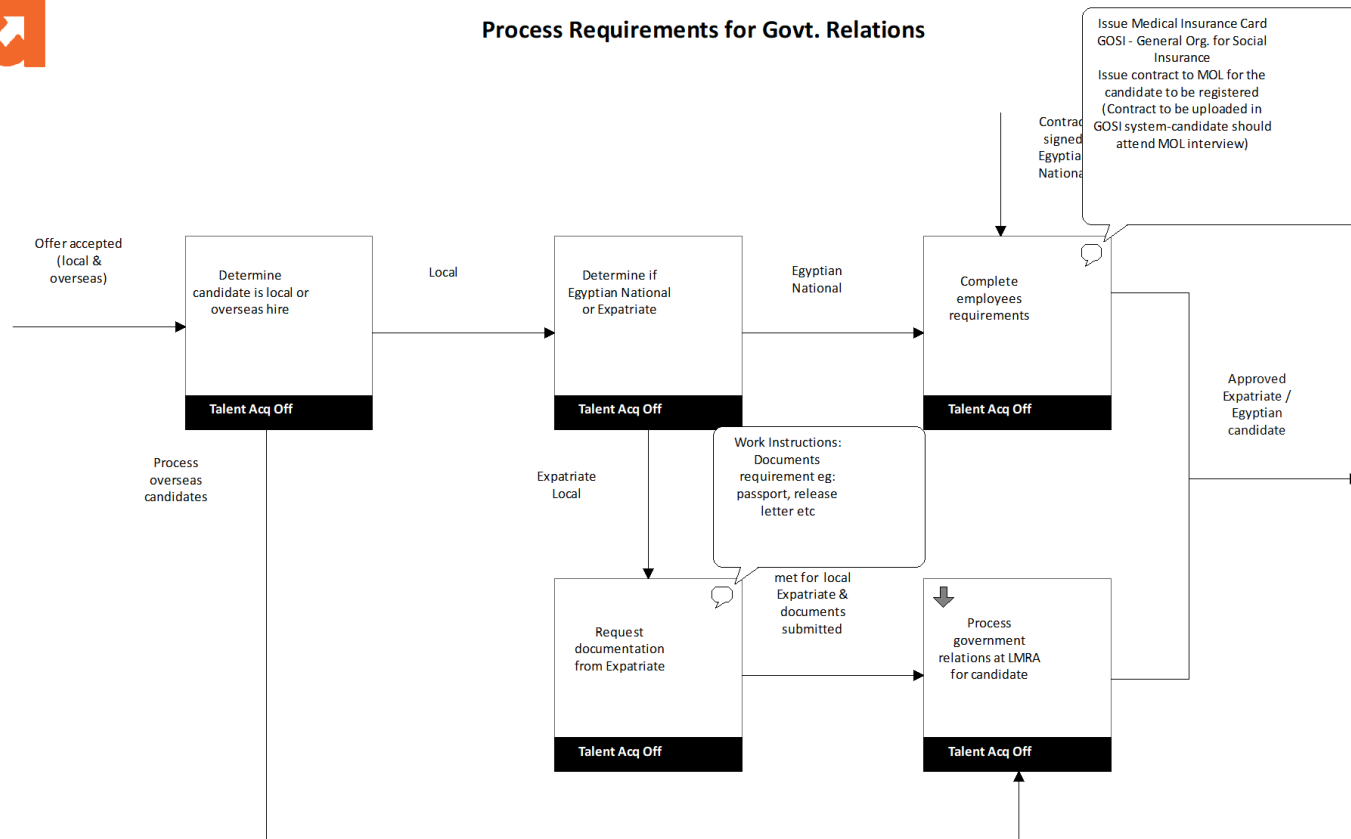 Process Requirements for Govt. Relations
Issue Medical Insurance Card
GOSI - General Org. for Social
Insurance
Issue contract to MOL for the
candidate to be registered
(Contract to be uploaded in
GOSI system-candidate should
attend MOL interview)
signed
Offer accepted
(local &
overseas)
Determine
candidate is local or
overseas hire
Talent Acq Off
Local
Determine if
Egyptian National
or Expatriate
Talent Acq Off
Egyptian
National
Complete
employees
requirements
Talent Acq Off
Approved
Expatriate /
Egyptian
candidate
Process
overseas
candidates
Expatriate
Local
Work Instructions:
Documents
requirement eg:
passport, release
letter etc
met for local
Expatriate &
documents
submitted
Request
documentation
from Expatriate
Talent Acq Off
Process
government
relations at LMRA
for candidate
Talent Acq Off